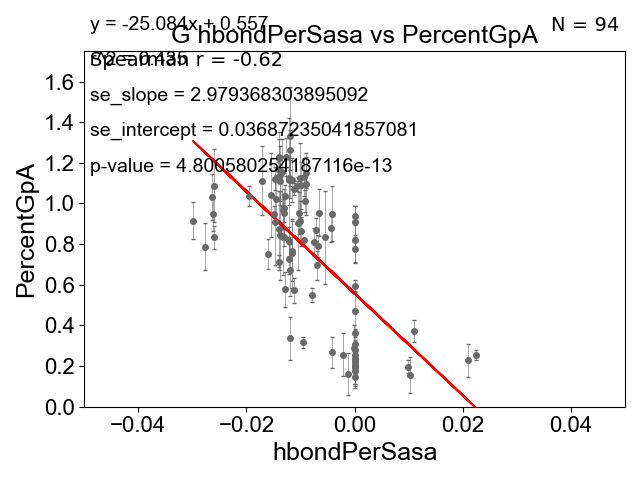 y = -25.084x + 0.557
N = 94
G hbondPerSasa vs PercentGpA
Spearman r = -0.62
se_slope = 2.979368303895092
se_intercept = 0.03687235041857081
p-value = 4.800580254187116e-13
PercentGpA
1.6
1.4
1.2
1.0
0.8
0.6
0.4
0.2
0.0
−0.04 −0.02 0.00 0.02 0.04
hbondPerSasa